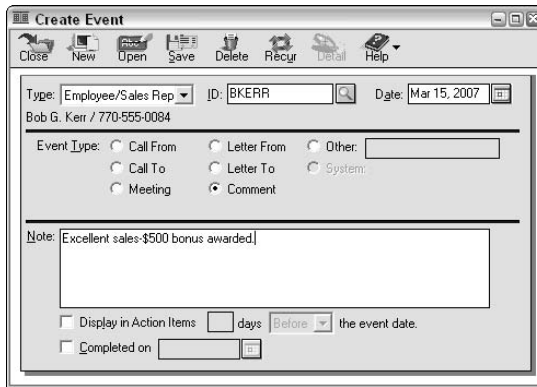 Create Event
Close New Open Save Delete Recur Detail Help
Type: Employee/Sales Rep ID: BKERR Date: Mar 15, 2007
Bob G. Kerr / 770-555-0084
Event Type: Call From Letter From Other:
Call To Letter To System:
Meeting Comment
Note: Excellent sales-$500 bonus awarded.
Display in Action Items days Before the event date.
Completed on